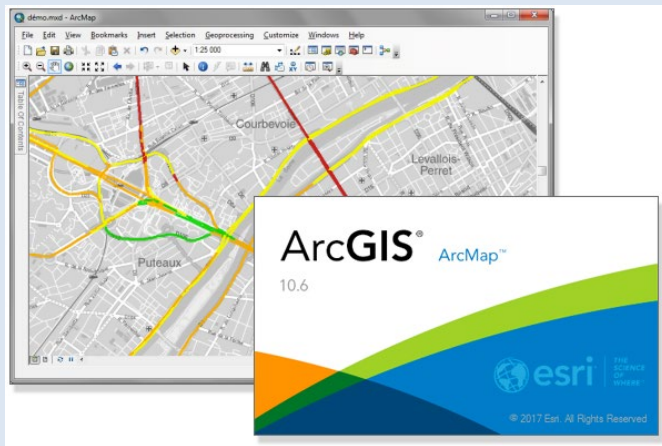 démo.mxd - ArcMap
File Edit View Bookmarks Insert Selection Geoprocessing Customize Windows Help
1:25 000
Table Of Contents
Courbevoie
Levallois-
Perret
Puteaux
ArcGIS®
ArcMap™
10.6
esri
THE
SCIENCE
OF
WHERE™
© 2017 Esri. All Rights Reserved